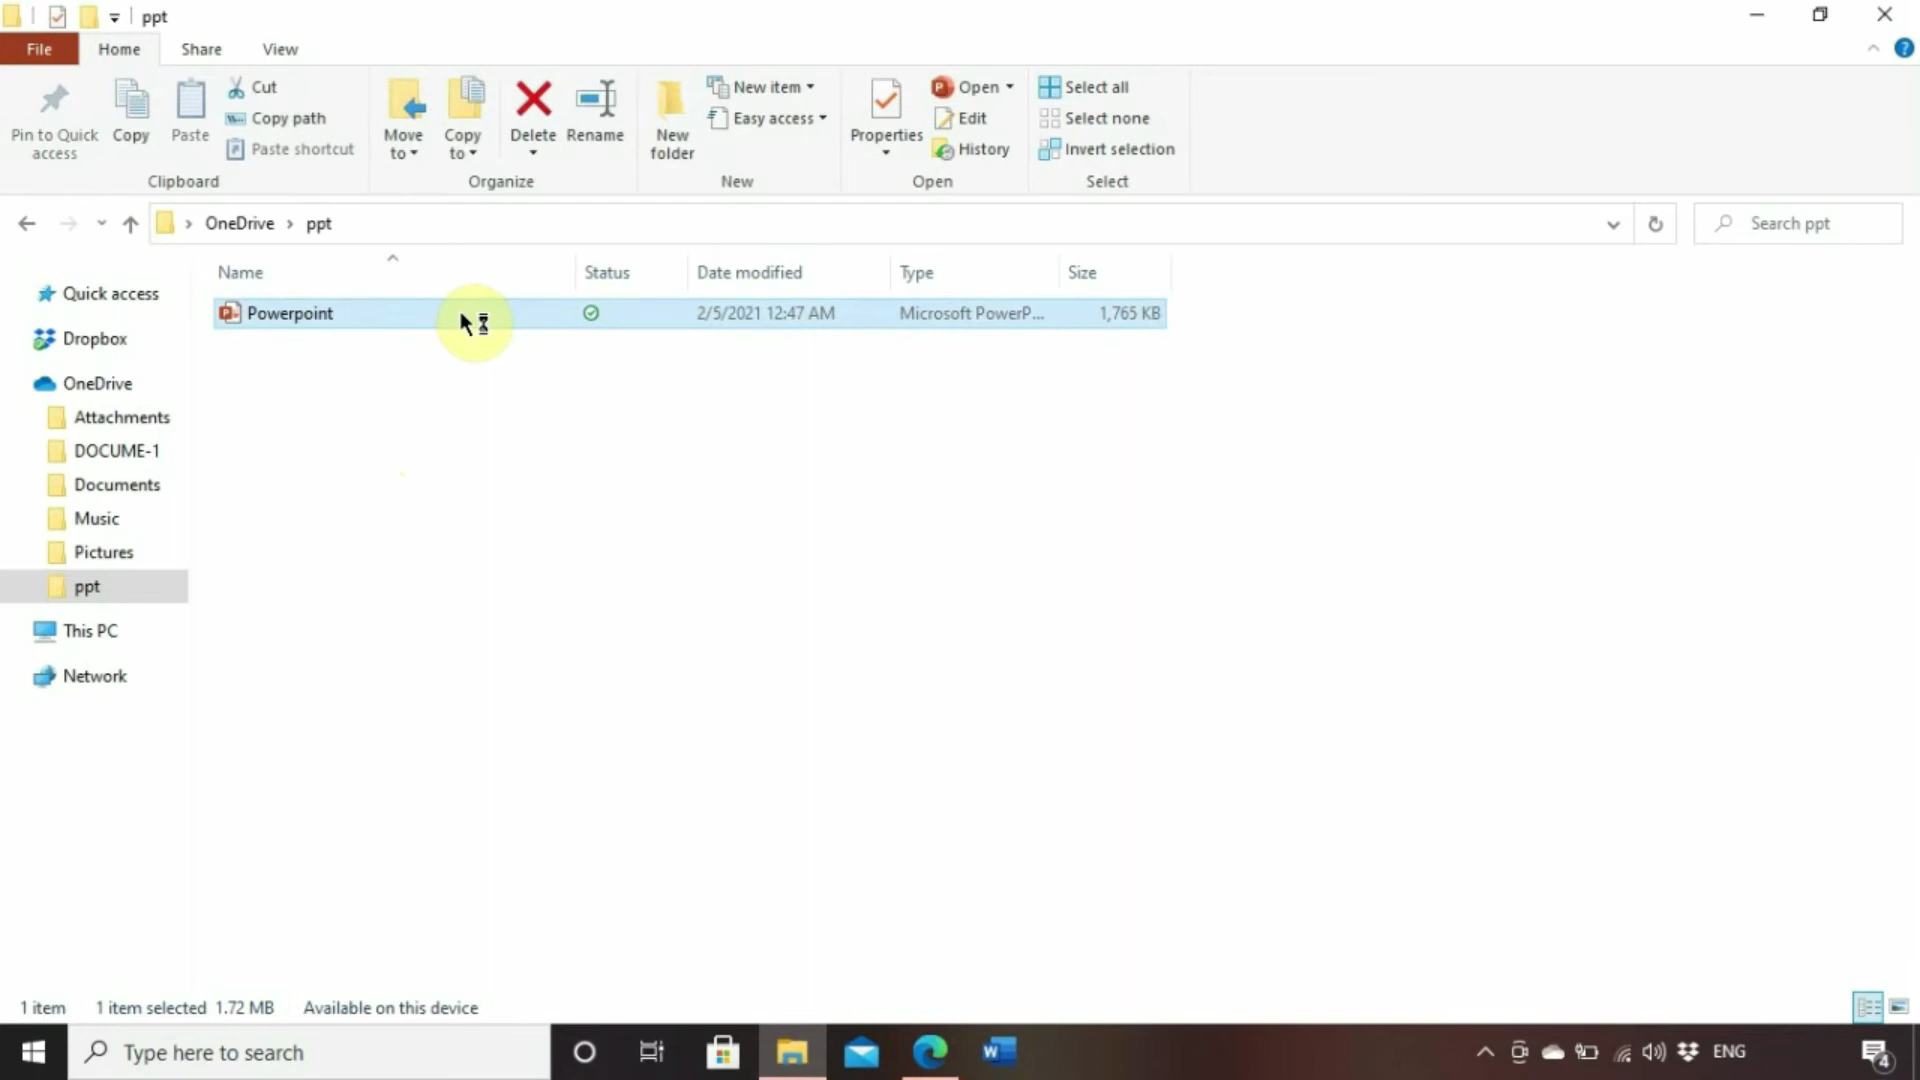 ppt
File Home Share View
Pin to Quick access
Copy
Paste
Cut
Copy path
Paste shortcut
Clipboard
Move to
Copy to
Delete
Rename
Organize
New folder
New item
Easy access
New
Properties
Open
Edit
History
Open
Select all
Select none
Invert selection
Select
OneDrive ppt
Search ppt
Name Status Date modified Type Size
Powerpoint 2/5/2021 12:47 AM Microsoft PowerP... 1,765 KB
Quick access
Dropbox
OneDrive
Attachments
DOCUME-1
Documents
Music
Pictures
ppt
This PC
Network
1 item 1 item selected 1.72 MB Available on this device
Type here to search
W
ENG
4